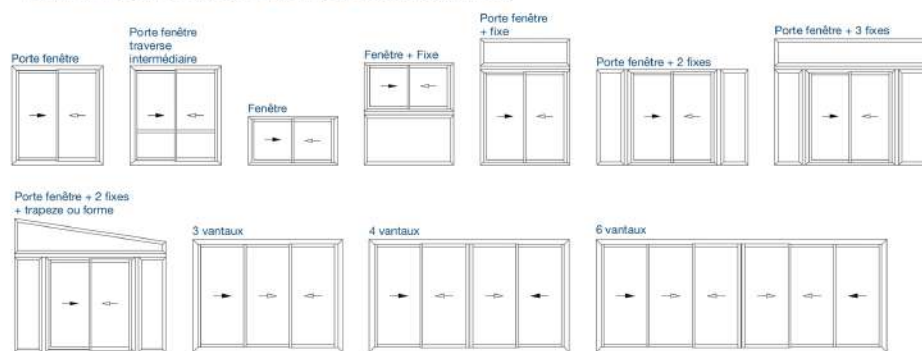 Porte fenêtre
Porte fenêtre
traverse
intermédiaire
Fenêtre
Fenêtre + Fixe
Porte fenêtre
+ fixe
Porte fenêtre + 2 fixes
Porte fenêtre + 3 fixes
Porte fenêtre + 2 fixes
+ trapeze ou forme
3 vantaux
4 vantaux
6 vantaux